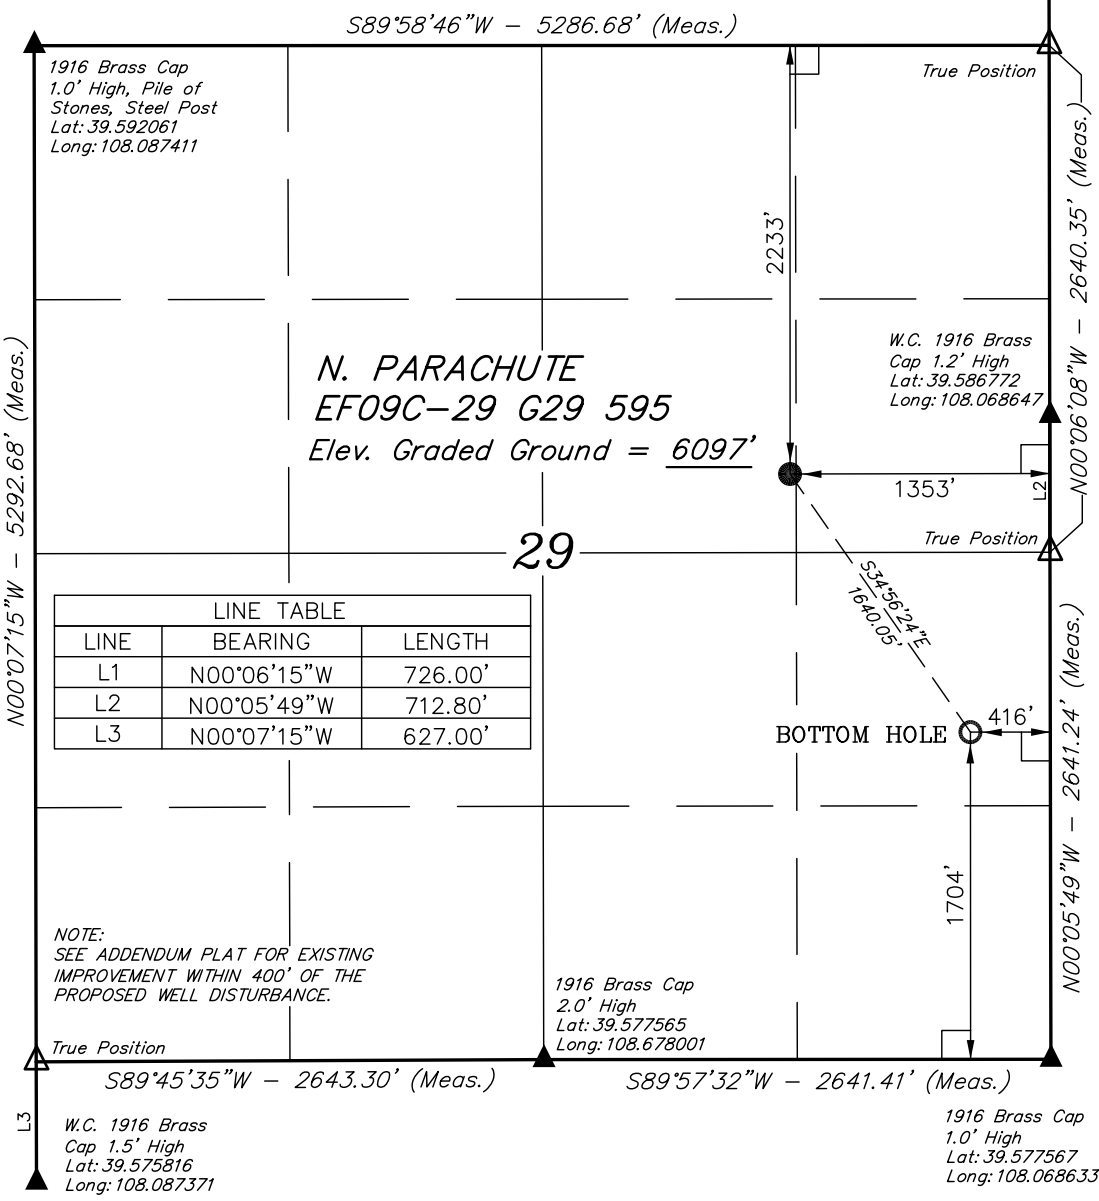 S89°58'46"W - 5286.68' (Meas.)
1916 Brass Cap
1.0' High, Pile of
Stones, Steel Post
Lat: 39.592061
Long: 108.087411
True Position
2233'
N00°06'08"W - 2640.35' (Meas.)
W.C. 1916 Brass
Cap 1.2' High
Lat: 39.586772
Long: 108.068647
N. PARACHUTE
EF09C-29 G29 595
Elev. Graded Ground = 6097'
1353'
L2
N00°07'15"W - 5292.68' (Meas.)
True Position
29
S34°56'24"E
1640.05'
LINE TABLE
LINE BEARING LENGTH
L1 N00°06'15"W 726.00'
L2 N00°05'49"W 712.80'
L3 N00°07'15"W 627.00'
BOTTOM HOLE
416'
1704'
N00°05'49"W - 2641.24' (Meas.)
NOTE:
SEE ADDENDUM PLAT FOR EXISTING
IMPROVEMENT WITHIN 400' OF THE
PROPOSED WELL DISTURBANCE.
1916 Brass Cap
2.0' High
Lat: 39.577565
Long: 108.678001
True Position
S89°45'35"W - 2643.30' (Meas.)
S89°57'32"W - 2641.41' (Meas.)
L3
W.C. 1916 Brass
Cap 1.5' High
Lat: 39.575816
Long: 108.087371
1916 Brass Cap
1.0' High
Lat: 39.577567
Long: 108.068633